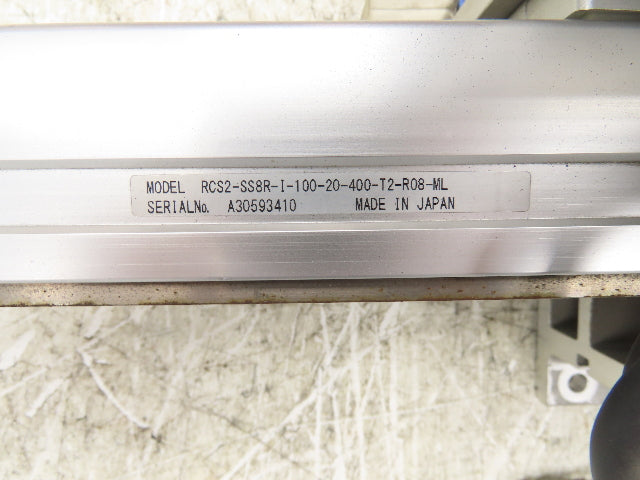 MODEL RCS2-SS8R-I-100-20-400-T2-R08-ML
SERIALNo. A30593410 MADE IN JAPAN